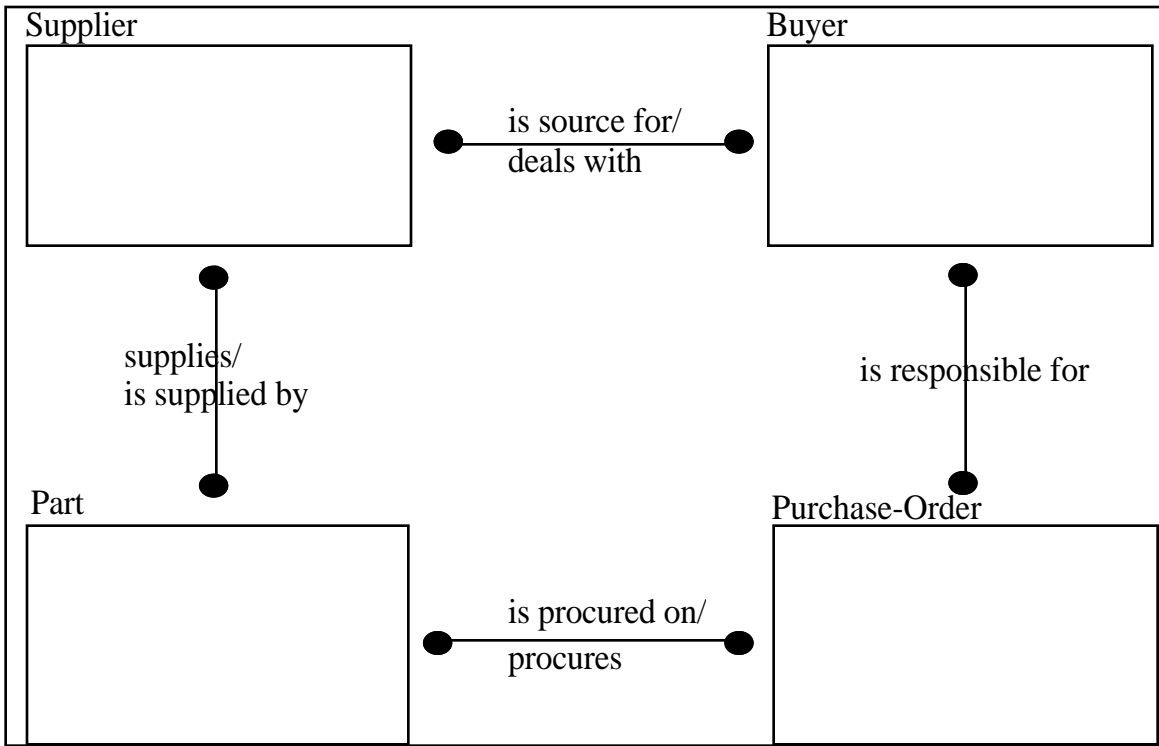 Supplier
Buyer
is source for/
deals with
supplies/
is supplied by
is responsible for
Part
Purchase-Order
is procured on/
procures